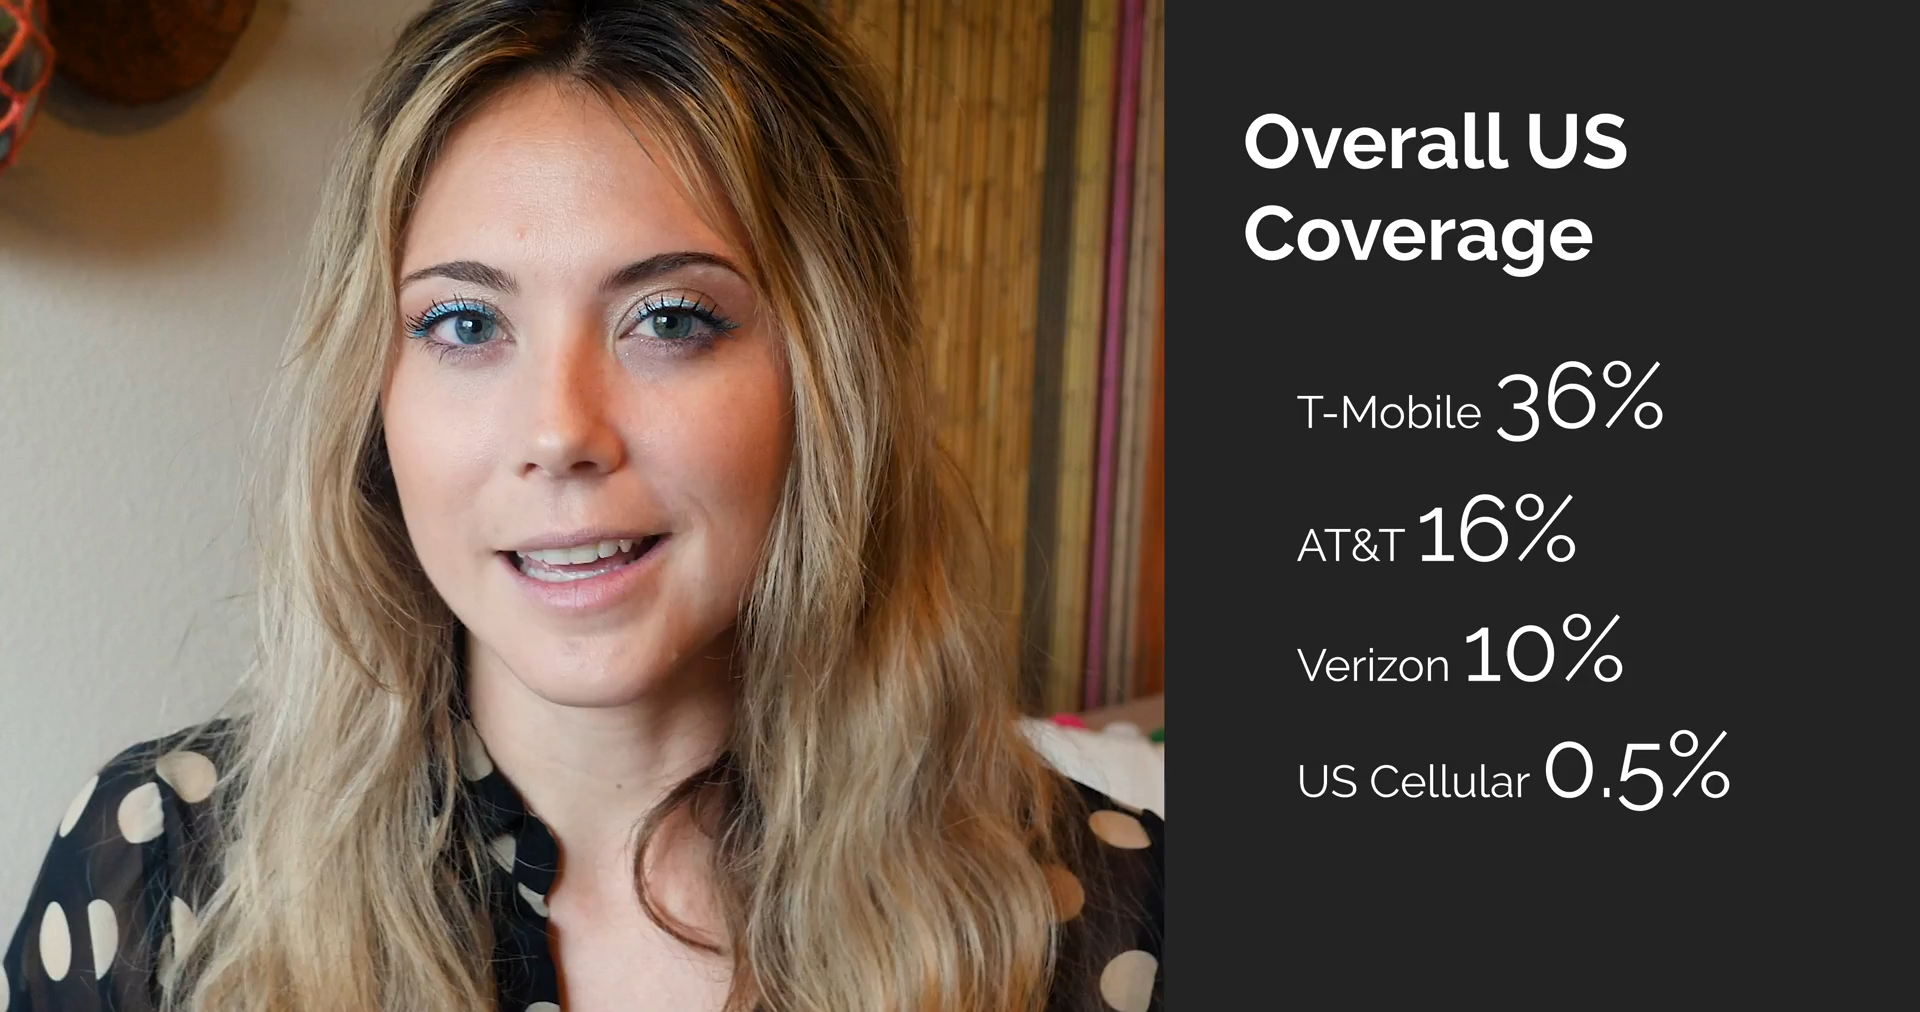 Overall US
Coverage
T-Mobile 36%
AT&T 16%
Verizon 10%
US Cellular 0.5%